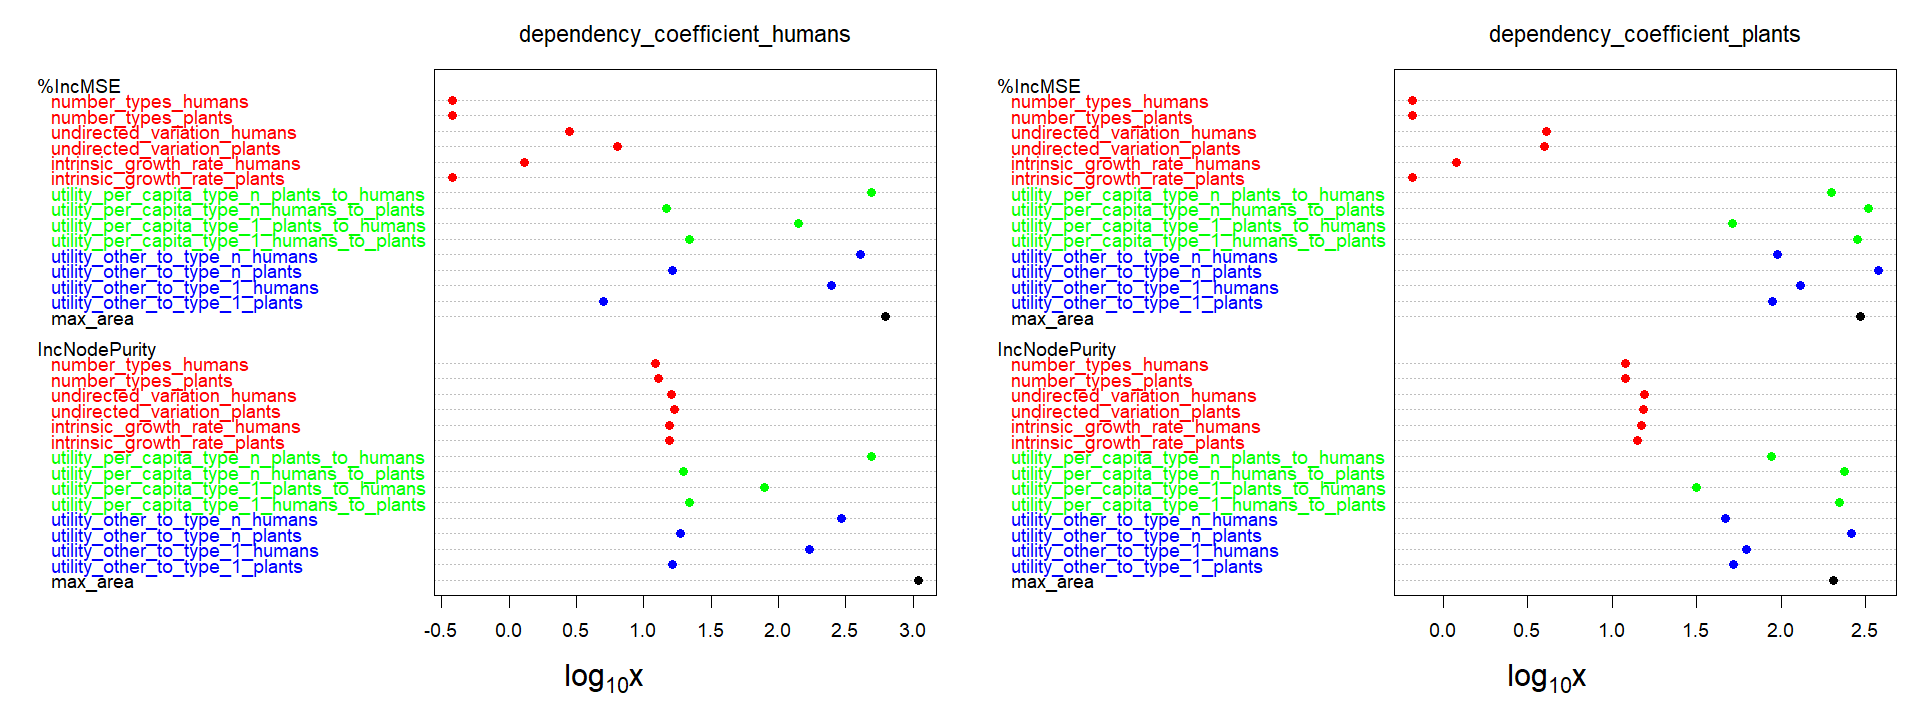 dependency_coefficient_humans
%IncMSE
number_types_humans
number_types_plants
undirected_variation_humans
undirected_variation_plants
intrinsic_growth_rate_humans
intrinsic_growth_rate_plants
utility_per_capita_type_n_plants_to_humans
utility_per_capita_type_n_humans_to_plants
utility_per_capita_type_1_plants_to_humans
utility_per_capita_type_1_humans_to_plants
utility_other_to_type_n_humans
utility_other_to_type_n_plants
utility_other_to_type_1_humans
utility_other_to_type_1_plants
max_area
IncNodePurity
number_types_humans
number_types_plants
undirected_variation_humans
undirected_variation_plants
intrinsic_growth_rate_humans
intrinsic_growth_rate_plants
utility_per_capita_type_n_plants_to_humans
utility_per_capita_type_n_humans_to_plants
utility_per_capita_type_1_plants_to_humans
utility_per_capita_type_1_humans_to_plants
utility_other_to_type_n_humans
utility_other_to_type_n_plants
utility_other_to_type_1_humans
utility_other_to_type_1_plants
max_area
-0.5 0.0 0.5 1.0 1.5 2.0 2.5 3.0
log10x
dependency_coefficient_plants
%IncMSE
number_types_humans
number_types_plants
undirected_variation_humans
undirected_variation_plants
intrinsic_growth_rate_humans
intrinsic_growth_rate_plants
utility_per_capita_type_n_plants_to_humans
utility_per_capita_type_n_humans_to_plants
utility_per_capita_type_1_plants_to_humans
utility_per_capita_type_1_humans_to_plants
utility_other_to_type_n_humans
utility_other_to_type_n_plants
utility_other_to_type_1_humans
utility_other_to_type_1_plants
max_area
IncNodePurity
number_types_humans
number_types_plants
undirected_variation_humans
undirected_variation_plants
intrinsic_growth_rate_humans
intrinsic_growth_rate_plants
utility_per_capita_type_n_plants_to_humans
utility_per_capita_type_n_humans_to_plants
utility_per_capita_type_1_plants_to_humans
utility_per_capita_type_1_humans_to_plants
utility_other_to_type_n_humans
utility_other_to_type_n_plants
utility_other_to_type_1_humans
utility_other_to_type_1_plants
max_area
0.0 0.5 1.0 1.5 2.0 2.5
log10x